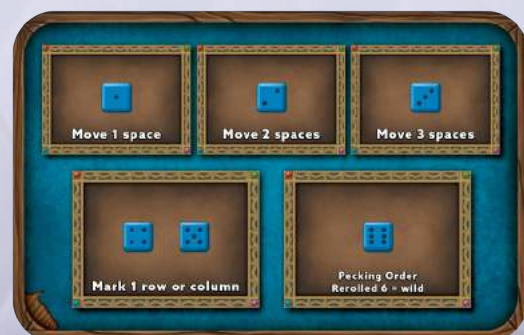 Move 1 space
Move 2 spaces
Move 3 spaces
Mark 1 row or column
Pecking Order
Rerolled 6 = wild